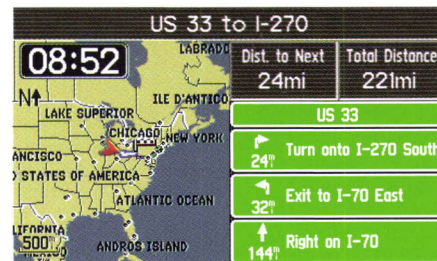 US 33 to I-270
08:52
LABRADO
Dist. to Next
24mi
Total Distance
221mi
N
ILE D'ANTICO
LAKE SUPERIOR
CHICAGO
NEW YORK
ANCISCO
D STATES OF AMERICA
ATLANTIC OCEAN
LIFORNIA
500mi
MEXICO
ANDROS ISLAND
US 33
24mi
Turn onto I-270 South
32mi
Exit to I-70 East
144mi
Right on I-70